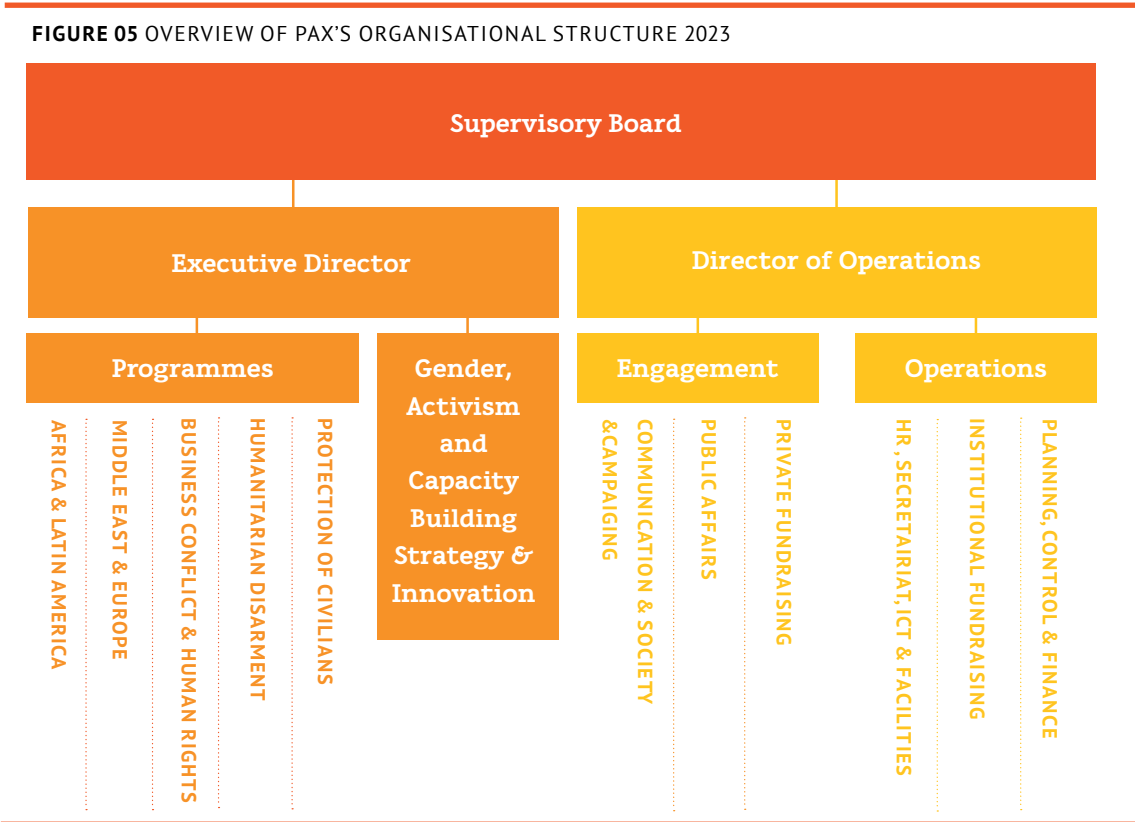 FIGURE 05 OVERVIEW OF PAX'S ORGANISATIONAL STRUCTURE 2023
Supervisory Board
Executive Director
Director of Operations
Programmes
Gender,
Activism
and
Capacity
Building
Strategy &
Innovation
Engagement
Operations
AFRICA & LATIN AMERICA
MIDDLE EAST & EUROPE
BUSINESS CONFLICT & HUMAN RIGHTS
HUMANITARIAN DISARMENT
PROTECTION OF CIVILIANS
COMMUNICATION & SOCIETY
&CAMPAIGING
PUBLIC AFFAIRS
PRIVATE FUNDRAISING
HR, SECRETAIRIAT, ICT & FACILITIES
INSTITUTIONAL FUNDRAISING
PLANNING, CONTROL & FINANCE